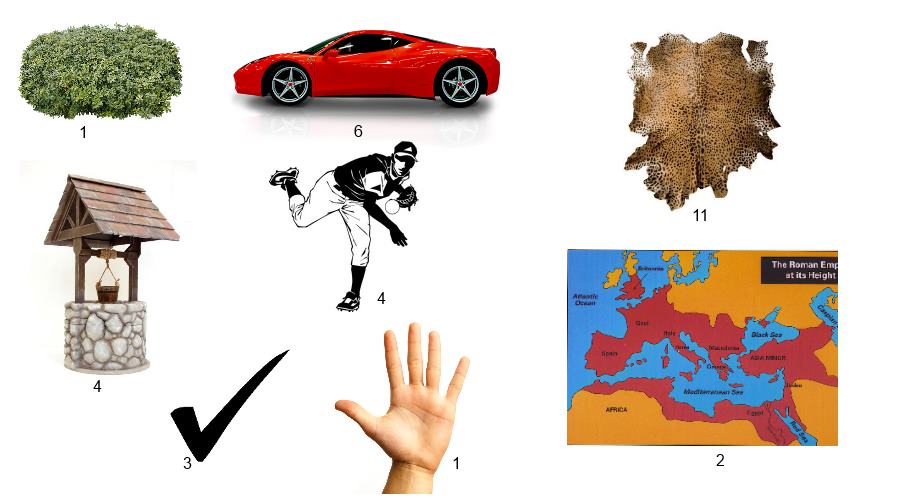 1
6
11
4
4
3
1
The Roman Emp
at its Height
Britannia
Atlantic
Ocean
Gaul
Italy
Black Sea
Spain
Rome
Macedonia
ASIA MINOR
Greece
Mediterranean Sea
Judea
AFRICA
Egypt
Red Sea
Caspian
2